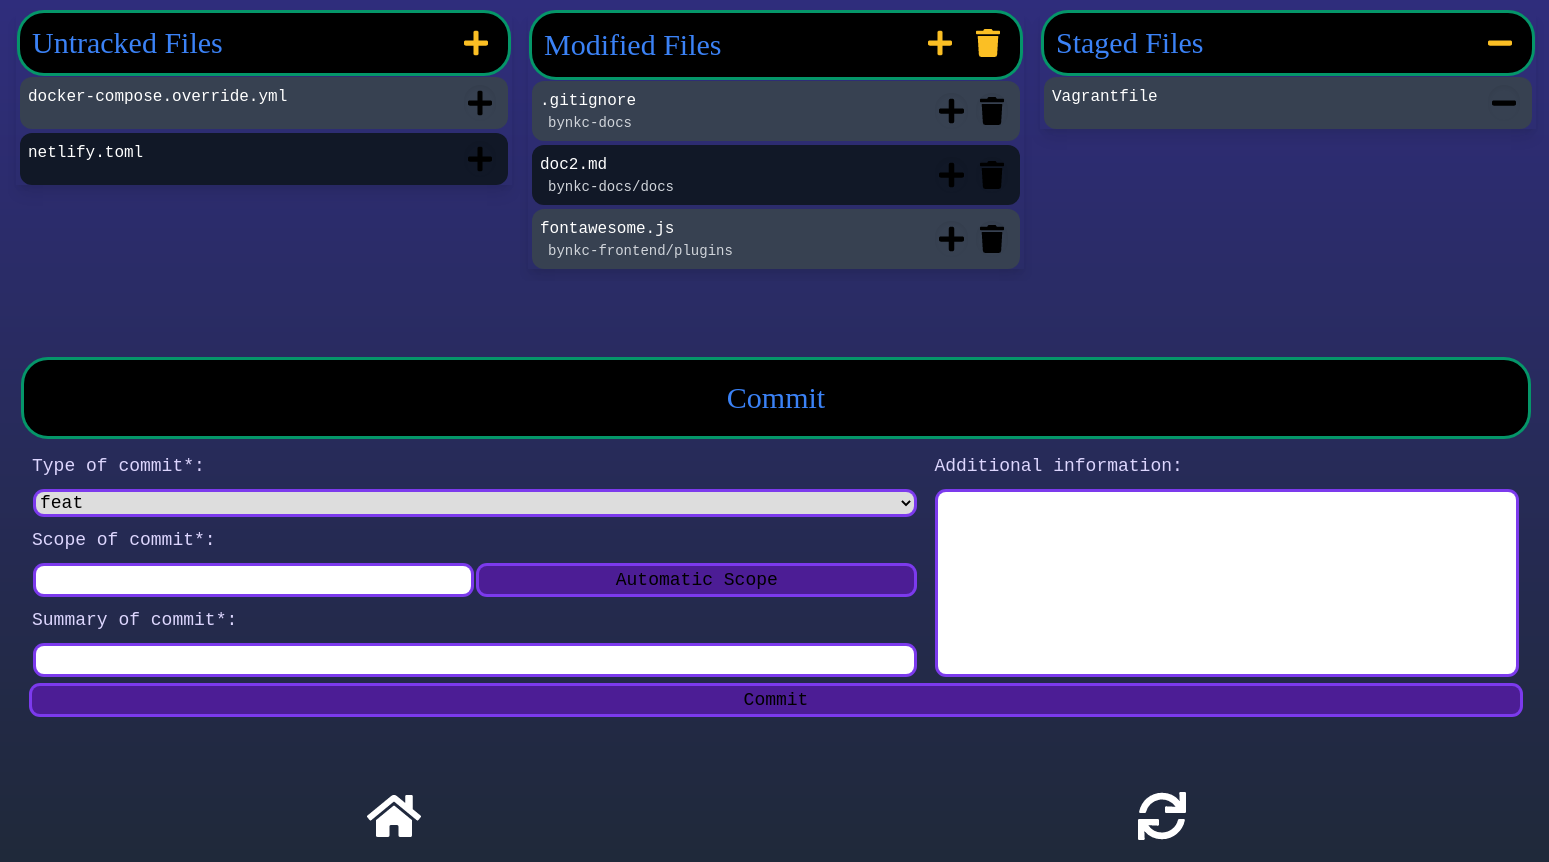 Untracked Files
docker-compose.override.yml
netlify.toml
Modified Files
.gitignore
bynkc-docs
doc2.md
bynkc-docs/docs
fontawesome.js
bynkc-frontend/plugins
Staged Files
Vagrantfile
Commit
Type of commit*:
feat
Scope of commit*:
Automatic Scope
Summary of commit*:
Additional information:
Commit